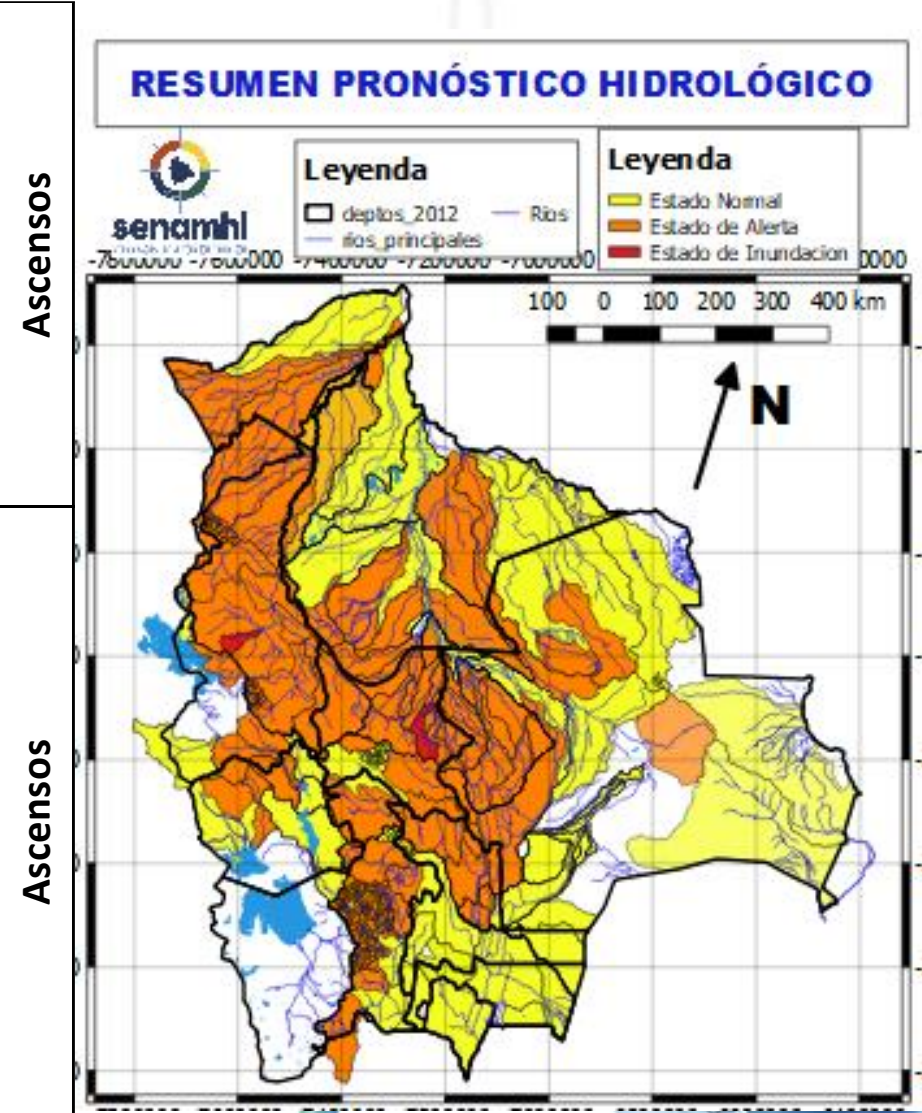 Ascensos
Ascensos
RESUMEN PRONÓSTICO HIDROLÓGICO
senamhi
Leyenda
deptos_2012
Rios
rios_principales
Leyenda
Estado Normal
Estado de Alerta
Estado de Inundacion
-7600000 -7400000 -7200000 -7000000
100 0 100 200 300 400 km
N